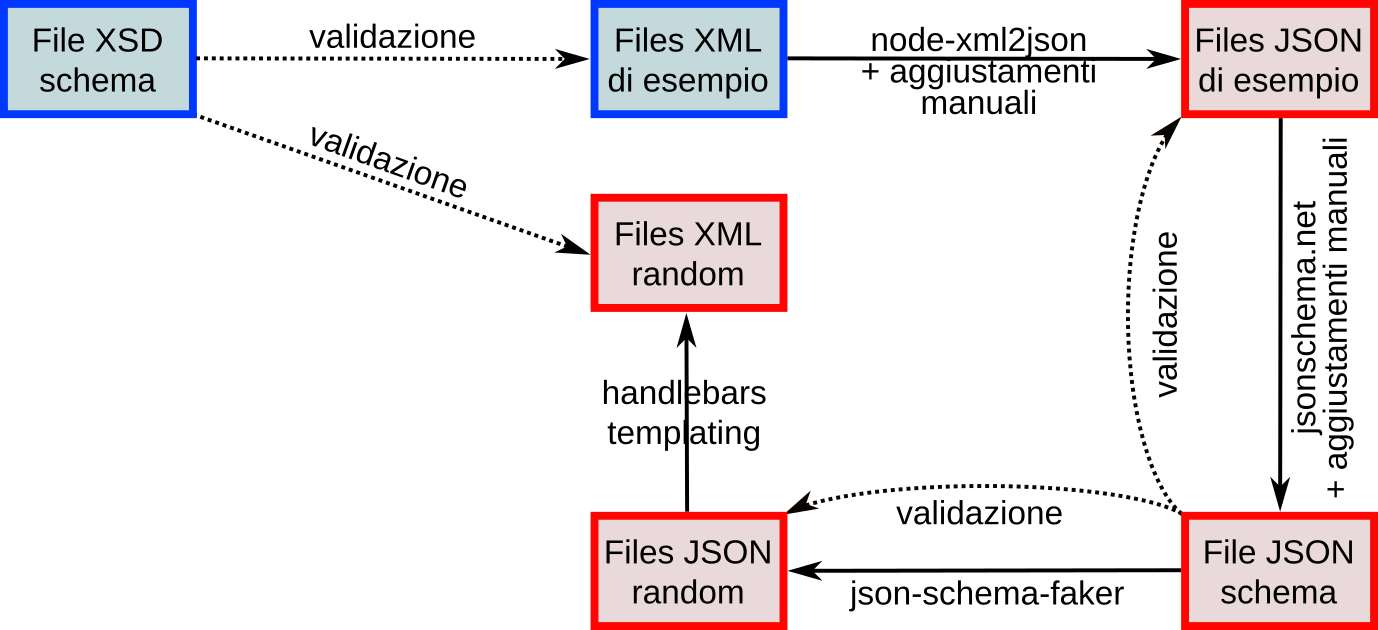 File XSD
schema
validazione
Files XML
di esempio
node-xml2json
+ aggiustamenti
manuali
Files JSON
di esempio
validazione
Files XML
random
validazione
jsonschema.net
+ aggiustamenti manuali
handlebars
templating
validazione
Files JSON
random
json-schema-faker
File JSON
schema